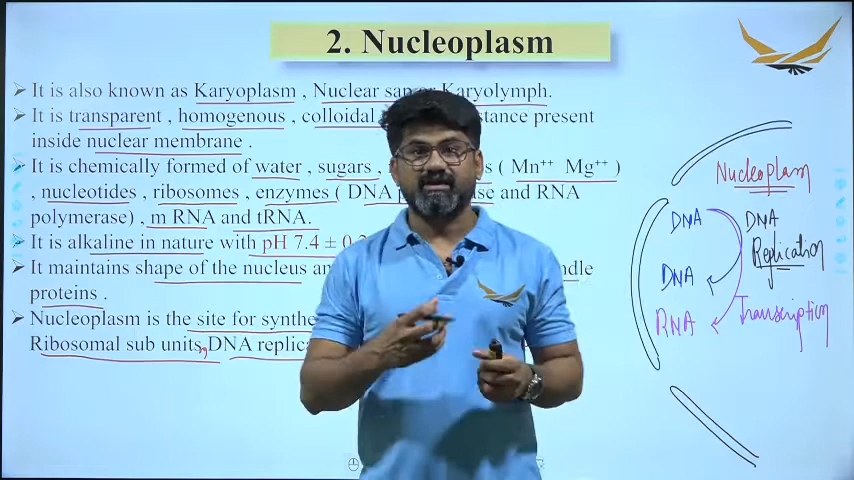 2. Nucleoplasm
It is also known as Karyoplasm , Nuclear sap or Karyolymph.
It is transparent , homogenous , colloidal stance present
inside nuclear membrane .
It is chemically formed of water , sugars , s ( Mn++ Mg++ )
, nucleotides , ribosomes , enzymes ( DNA p se and RNA
polymerase) , m RNA and tRNA.
It is alkaline in nature with pH 7.4 ±
It maintains shape of the nucleus an ndle
proteins .
Nucleoplasm is the site for synthe
Ribosomal sub units, DNA replic
Nucleoplasm
DNA DNA
Replication
DNA
RNA Transcription